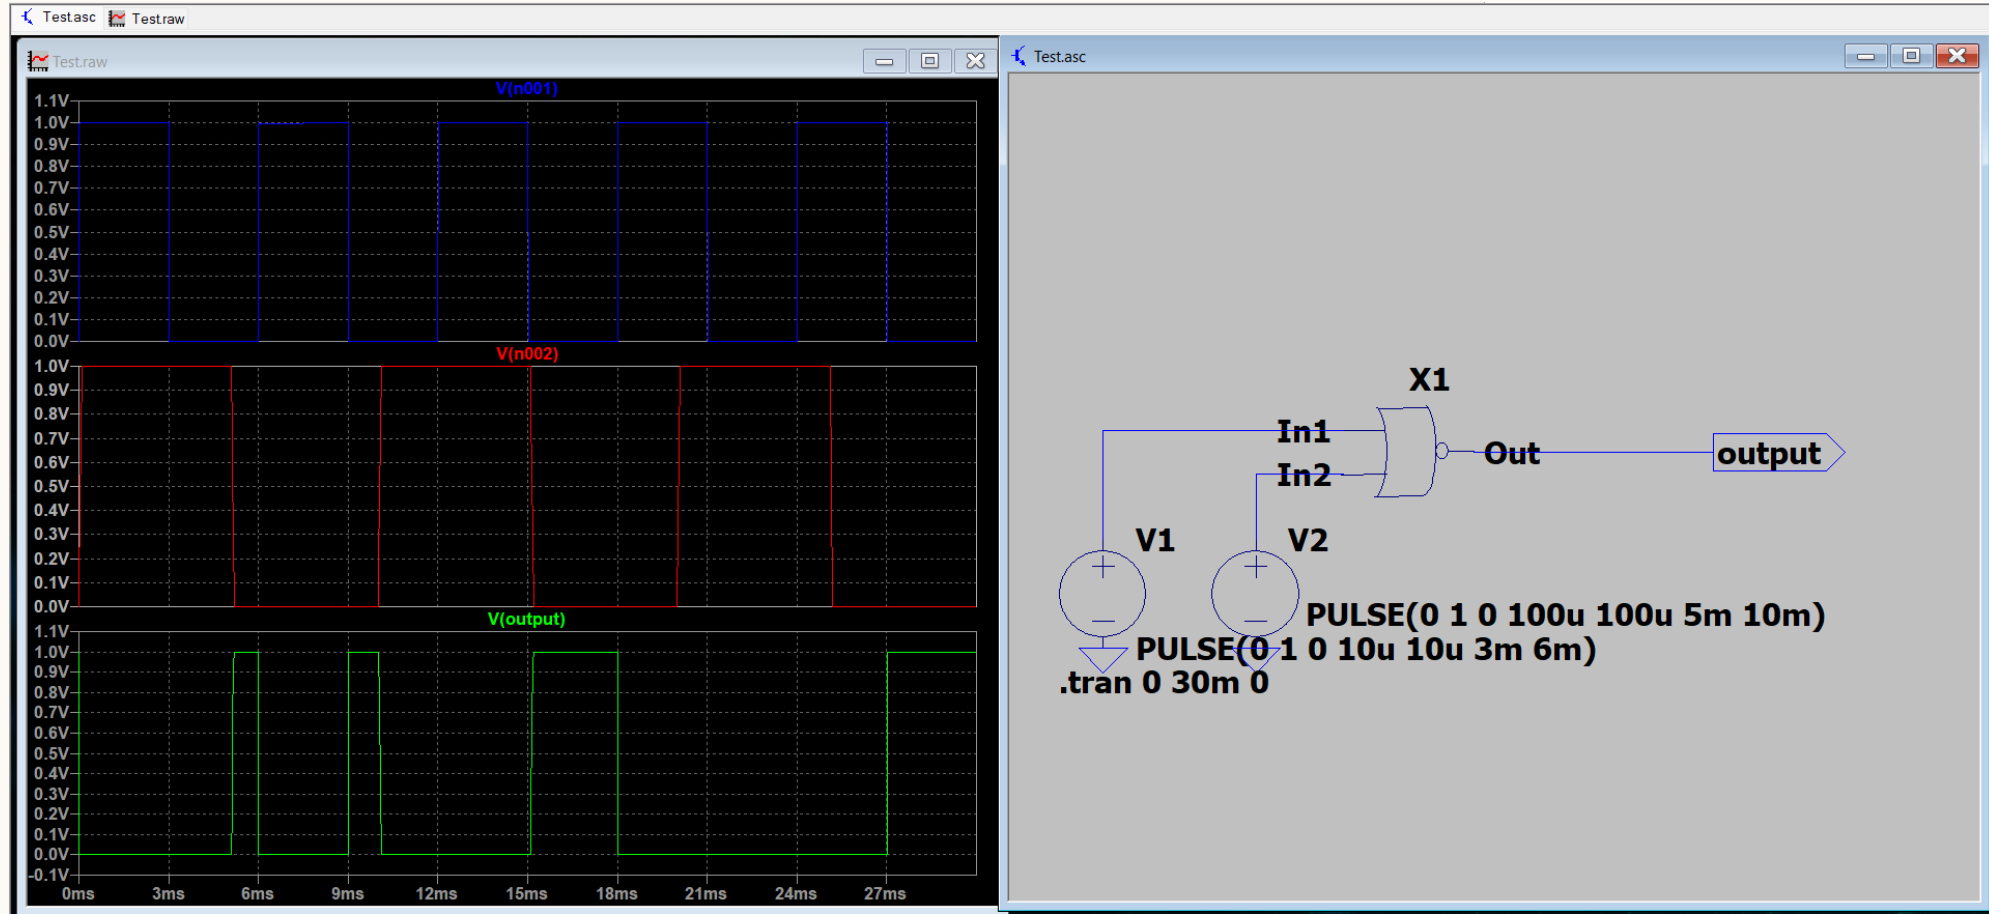 Test.asc Test.raw
Test.raw
V(n001)
1.1V
1.0V
0.9V
0.8V
0.7V
0.6V
0.5V
0.4V
0.3V
0.2V
0.1V
0.0V
V(n002)
1.0V
0.9V
0.8V
0.7V
0.6V
0.5V
0.4V
0.3V
0.2V
0.1V
0.0V
V(output)
1.1V
1.0V
0.9V
0.8V
0.7V
0.6V
0.5V
0.4V
0.3V
0.2V
0.1V
0.0V
-0.1V
0ms 3ms 6ms 9ms 12ms 15ms 18ms 21ms 24ms 27ms
Test.asc
X1
In1
In2
Out
output
V1
V2
PULSE(0 1 0 100u 100u 5m 10m)
PULSE(0 1 0 10u 10u 3m 6m)
.tran 0 30m 0